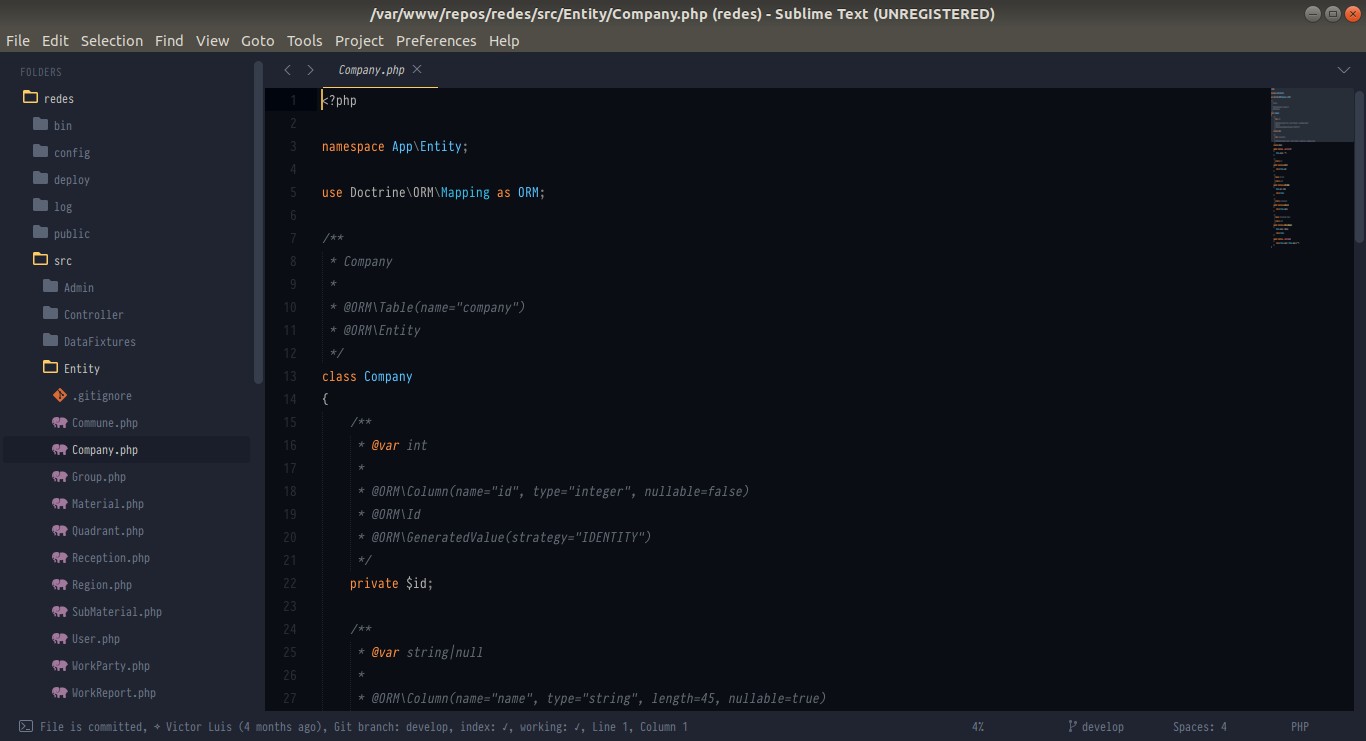 /var/www/repos/redes/src/Entity/Company.php (redes) - Sublime Text (UNREGISTERED)
File Edit Selection Find View Goto Tools Project Preferences Help
FOLDERS
redes
bin
config
deploy
log
public
src
Admin
Controller
DataFixtures
Entity
.gitignore
Commune.php
Company.php
Group.php
Material.php
Quadrant.php
Reception.php
Region.php
SubMaterial.php
User.php
WorkParty.php
WorkReport.php
Company.php
1 <?php
2
3 namespace App\Entity;
4
5 use Doctrine\ORM\Mapping as ORM;
6
7 /**
8 * Company
9 *
10 * @ORM\Table(name="company")
11 * @ORM\Entity
12 */
13 class Company
14 {
15 /**
16 * @var int
17 *
18 * @ORM\Column(name="id", type="integer", nullable=false)
19 * @ORM\Id
20 * @ORM\GeneratedValue(strategy="IDENTITY")
21 */
22 private $id;
23
24 /**
25 * @var string|null
26 *
27 * @ORM\Column(name="name", type="string", length=45, nullable=true)
File is committed, ⌖ Victor Luis (4 months ago), Git branch: develop, index: ✓, working: ✓, Line 1, Column 1 4% develop Spaces: 4 PHP